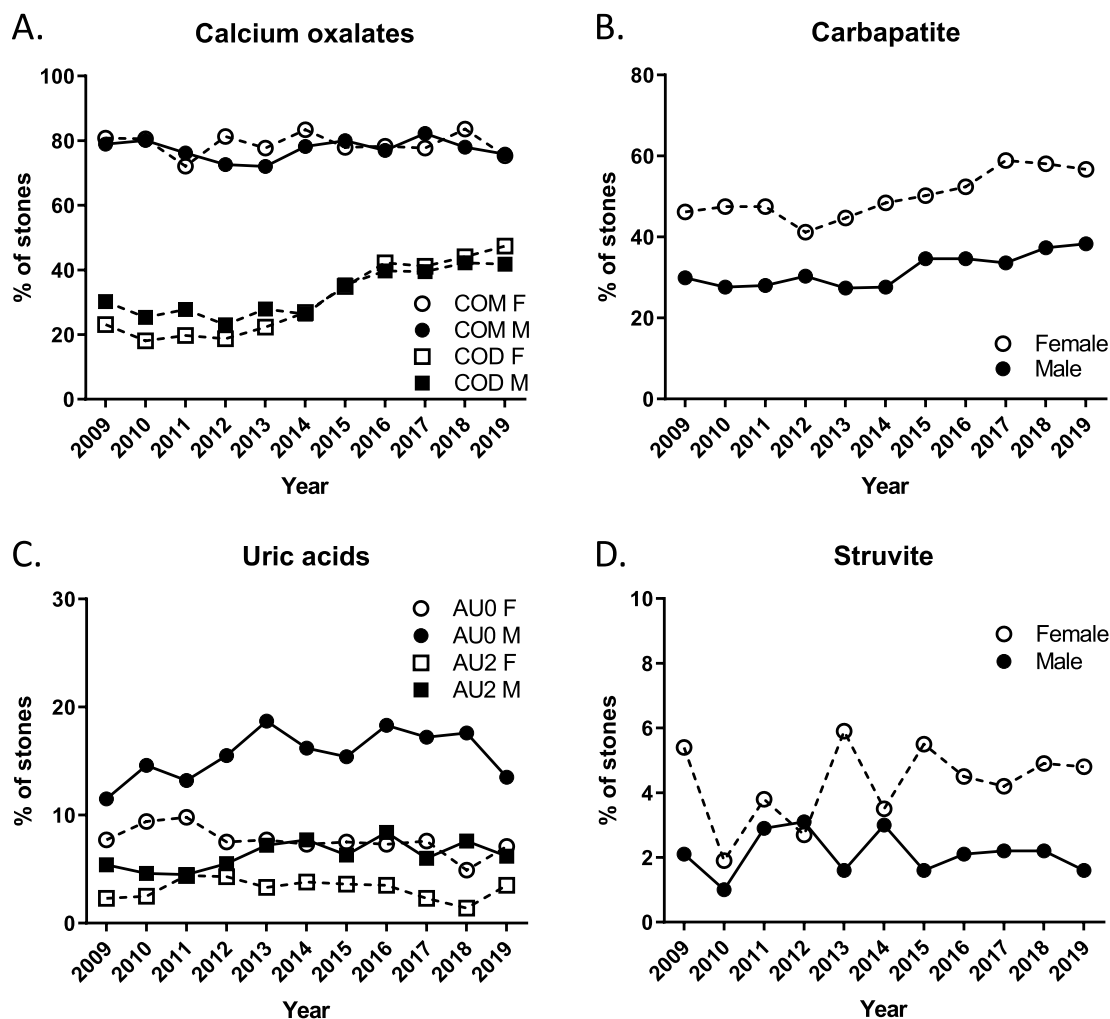 A.
Calcium oxalates
% of stones
100
80
60
40
20
0
COM F
COM M
COD F
COD M
2009
2010
2011
2012
2013
2014
2015
2016
2017
2018
2019
Year
B.
Carbapatite
% of stones
80
60
40
20
0
Female
Male
2009
2010
2011
2012
2013
2014
2015
2016
2017
2018
2019
Year
C.
Uric acids
% of stones
30
20
10
0
AU0 F
AU0 M
AU2 F
AU2 M
2009
2010
2011
2012
2013
2014
2015
2016
2017
2018
2019
Year
D.
Struvite
% of stones
10
8
6
4
2
0
Female
Male
2009
2010
2011
2012
2013
2014
2015
2016
2017
2018
2019
Year